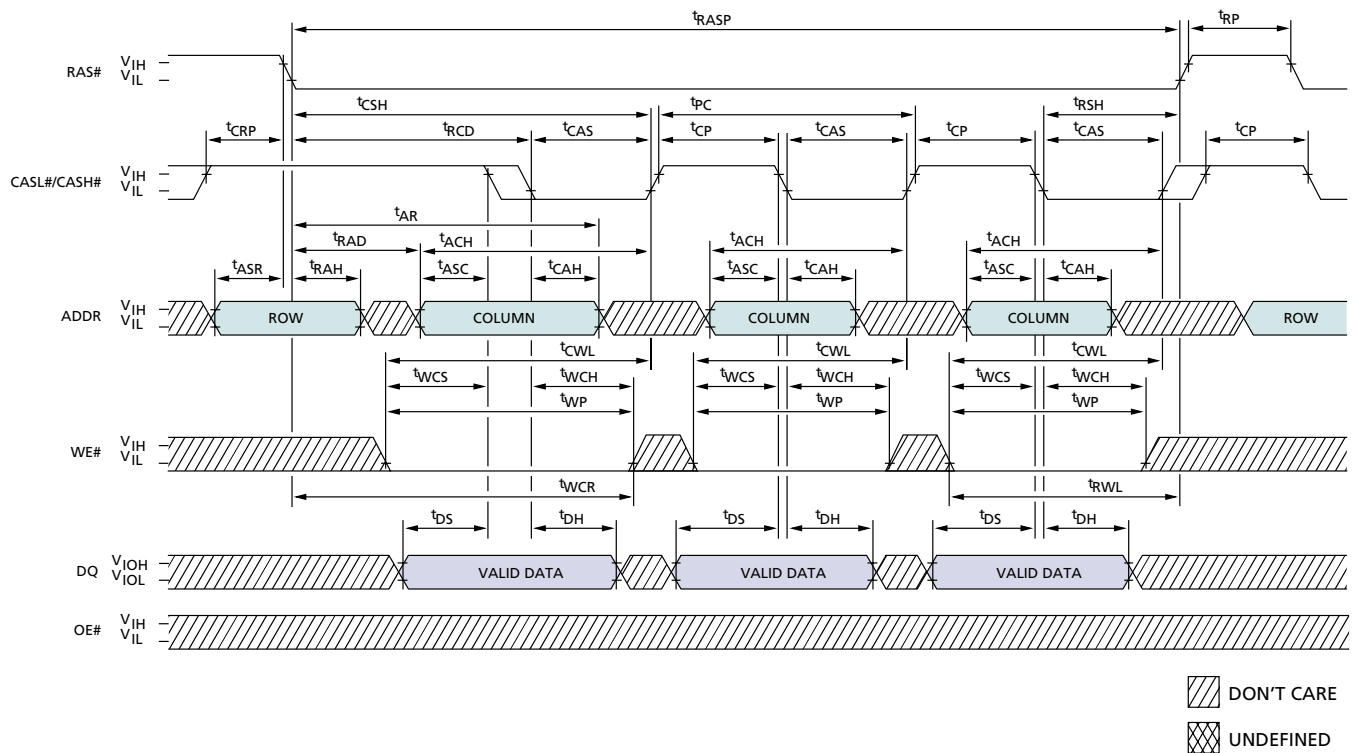 tRASP
tRP
RAS# VIH
VIL
tCSH tPC tRSH
tCRP tRCD tCAS tCP tCAS tCP tCAS tCP
CASL#/CASH# VIH
VIL
tAR
tRAD tACH tACH tACH
tASR tRAH tASC tCAH tASC tCAH tASC tCAH
ADDR VIH
VIL
ROW COLUMN COLUMN COLUMN ROW
tCWL tCWL tCWL
tWCS tWCH tWCS tWCH tWCS tWCH
tWP tWP tWP
WE# VIH
VIL
tWCR tRWL
tDS tDH tDS tDH tDS tDH
DQ VIOH
VIOL
VALID DATA VALID DATA VALID DATA
OE# VIH
VIL
DON'T CARE
UNDEFINED